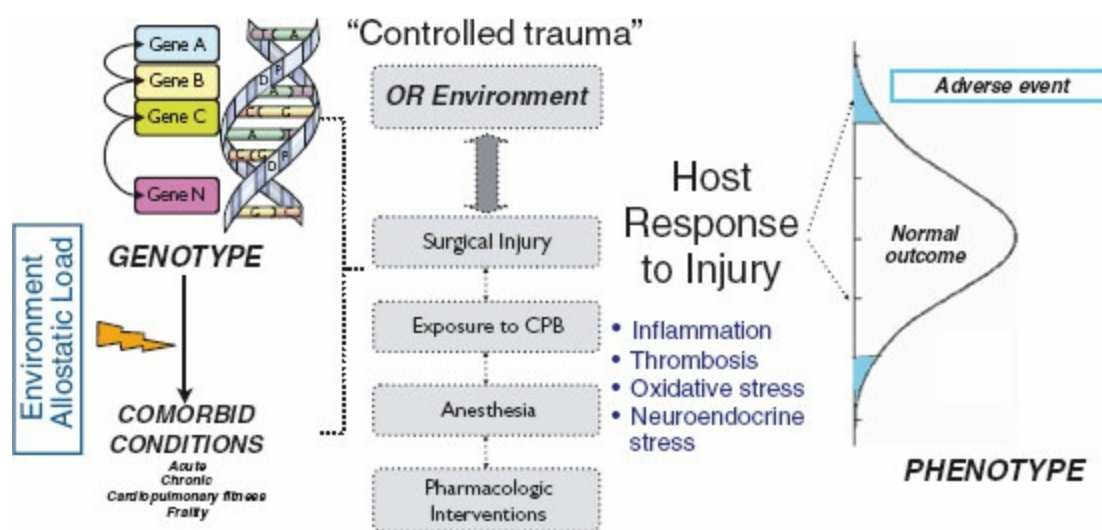 Gene A
Gene B
Gene C
Gene N
GENOTYPE
Environment
Allostatic Load
COMORBID
CONDITIONS
Acute
Chronic
Cardiopulmonary fitness
Frailty
“Controlled trauma”
OR Environment
Surgical Injury
Exposure to CPB
Anesthesia
Pharmacologic
Interventions
Host
Response
to Injury
• Inflammation
• Thrombosis
• Oxidative stress
• Neuroendocrine
stress
Adverse event
Normal
outcome
PHENOTYPE